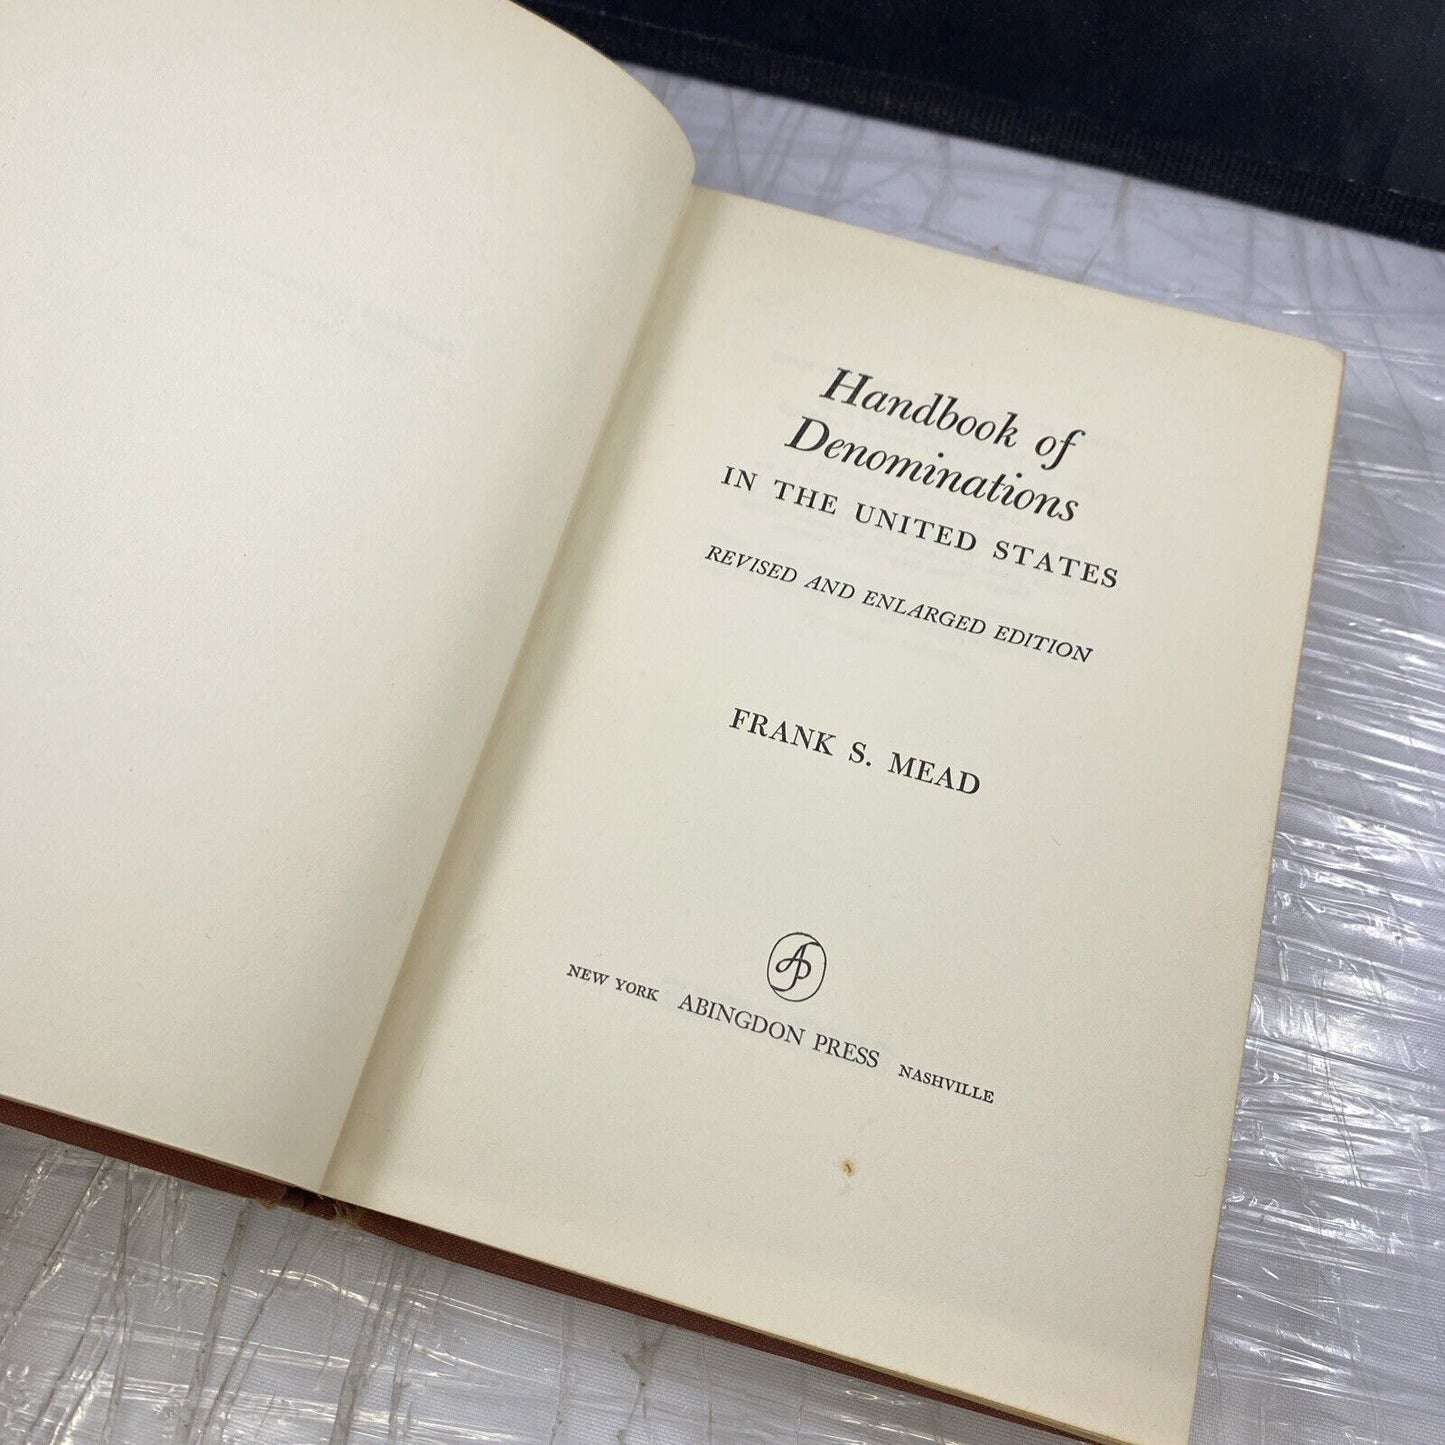 Handbook of
Denominations
IN THE UNITED STATES
REVISED AND ENLARGED EDITION
FRANK S. MEAD
AP
NEW YORK ABINGDON PRESS NASHVILLE